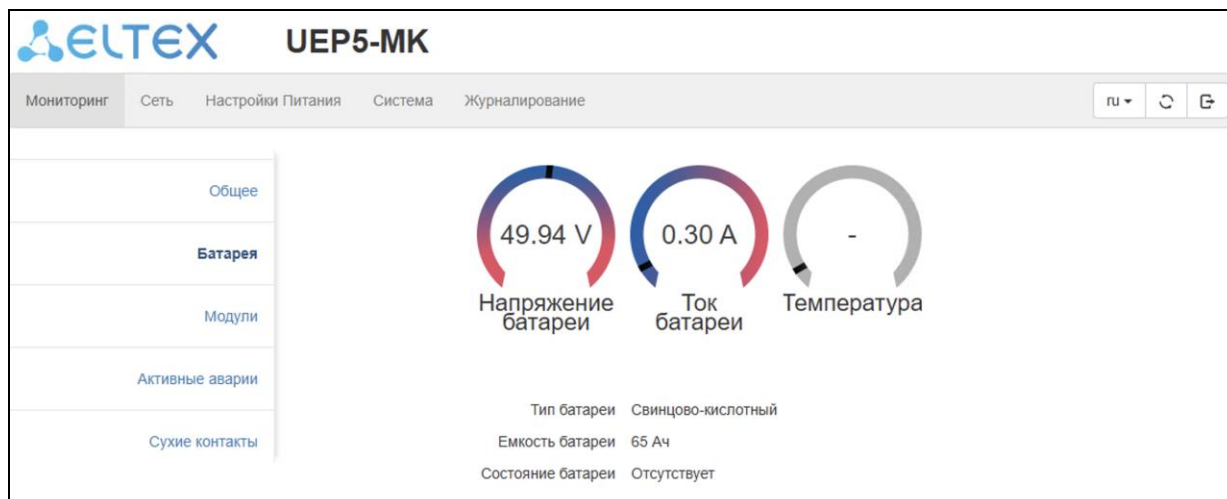 ELTEX UEP5-MK
Мониторинг Сеть Настройки Питания Система Журналирование ru
Общее
Батарея
Модули
Активные аварии
Сухие контакты
49.94 V 0.30 A -
Напряжение батареи
Ток батареи
Температура
Тип батареи Свинцово-кислотный
Емкость батареи 65 Ач
Состояние батареи Отсутствует